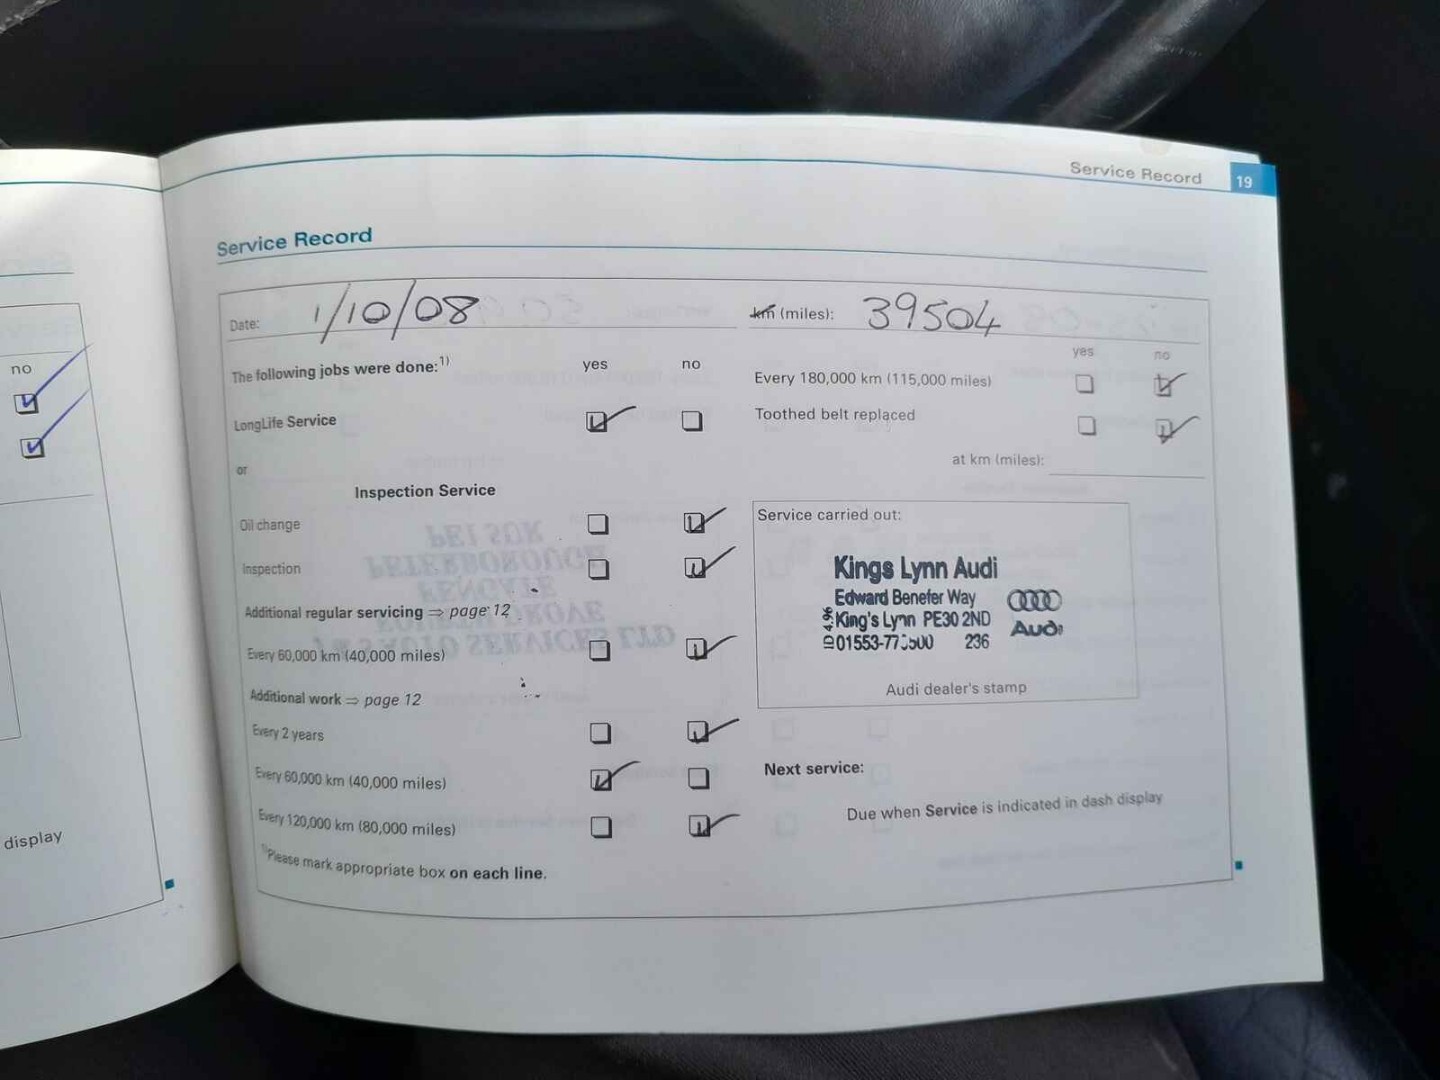 Service Record 19
Service Record
Date: 1/10/08
km (miles): 39504
The following jobs were done:1) yes no
LongLife Service
or
Inspection Service
Oil change
Inspection
Additional regular servicing ⇒ page 12
Every 60,000 km (40,000 miles)
Additional work ⇒ page 12
Every 2 years
Every 60,000 km (40,000 miles)
Every 120,000 km (80,000 miles)
1)Please mark appropriate box on each line.
yes no
Every 180,000 km (115,000 miles)
Toothed belt replaced
at km (miles):
Service carried out:
Kings Lynn Audi
Edward Benefer Way
King's Lynn PE30 2ND
236
Audi
Audi dealer's stamp
Next service:
Due when Service is indicated in dash display
no
display